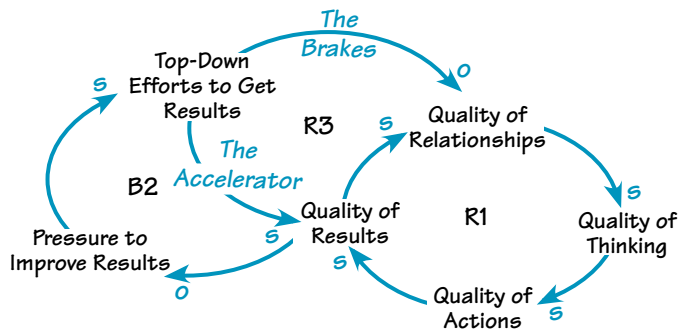 The
Brakes
s
Top-Down
Efforts to Get
Results
o
Quality of
Relationships
R3
s
The
Accelerator
B2
s
Quality of
Results
s
R1
s
Quality of
Thinking
Pressure to
Improve Results
o
s
Quality of
Actions
s